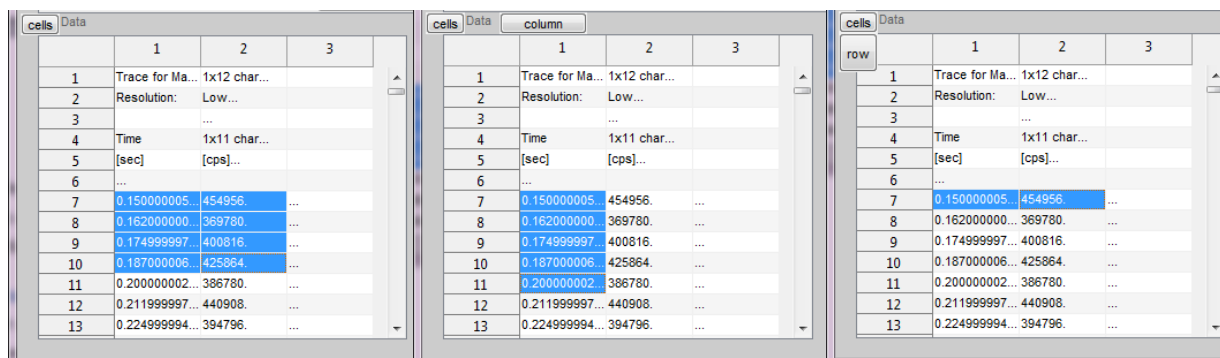 cells Data
1 2 3
1 Trace for Ma... 1x12 char...
2 Resolution: Low...
3 ...
4 Time 1x11 char...
5 [sec] [cps]...
6 ...
7 0.150000005... 454956. ...
8 0.162000000... 369780. ...
9 0.174999997... 400816. ...
10 0.187000006... 425864. ...
11 0.200000002... 386780. ...
12 0.211999997... 440908. ...
13 0.224999994... 394796. ...
cells Data column
1 2 3
1 Trace for Ma... 1x12 char...
2 Resolution: Low...
3 ...
4 Time 1x11 char...
5 [sec] [cps]...
6 ...
7 0.150000005... 454956. ...
8 0.162000000... 369780. ...
9 0.174999997... 400816. ...
10 0.187000006... 425864. ...
11 0.200000002... 386780. ...
12 0.211999997... 440908. ...
13 0.224999994... 394796. ...
cells Data
row
1 2 3
1 Trace for Ma... 1x12 char...
2 Resolution: Low...
3 ...
4 Time 1x11 char...
5 [sec] [cps]...
6 ...
7 0.150000005... 454956. ...
8 0.162000000... 369780. ...
9 0.174999997... 400816. ...
10 0.187000006... 425864. ...
11 0.200000002... 386780. ...
12 0.211999997... 440908. ...
13 0.224999994... 394796. ...